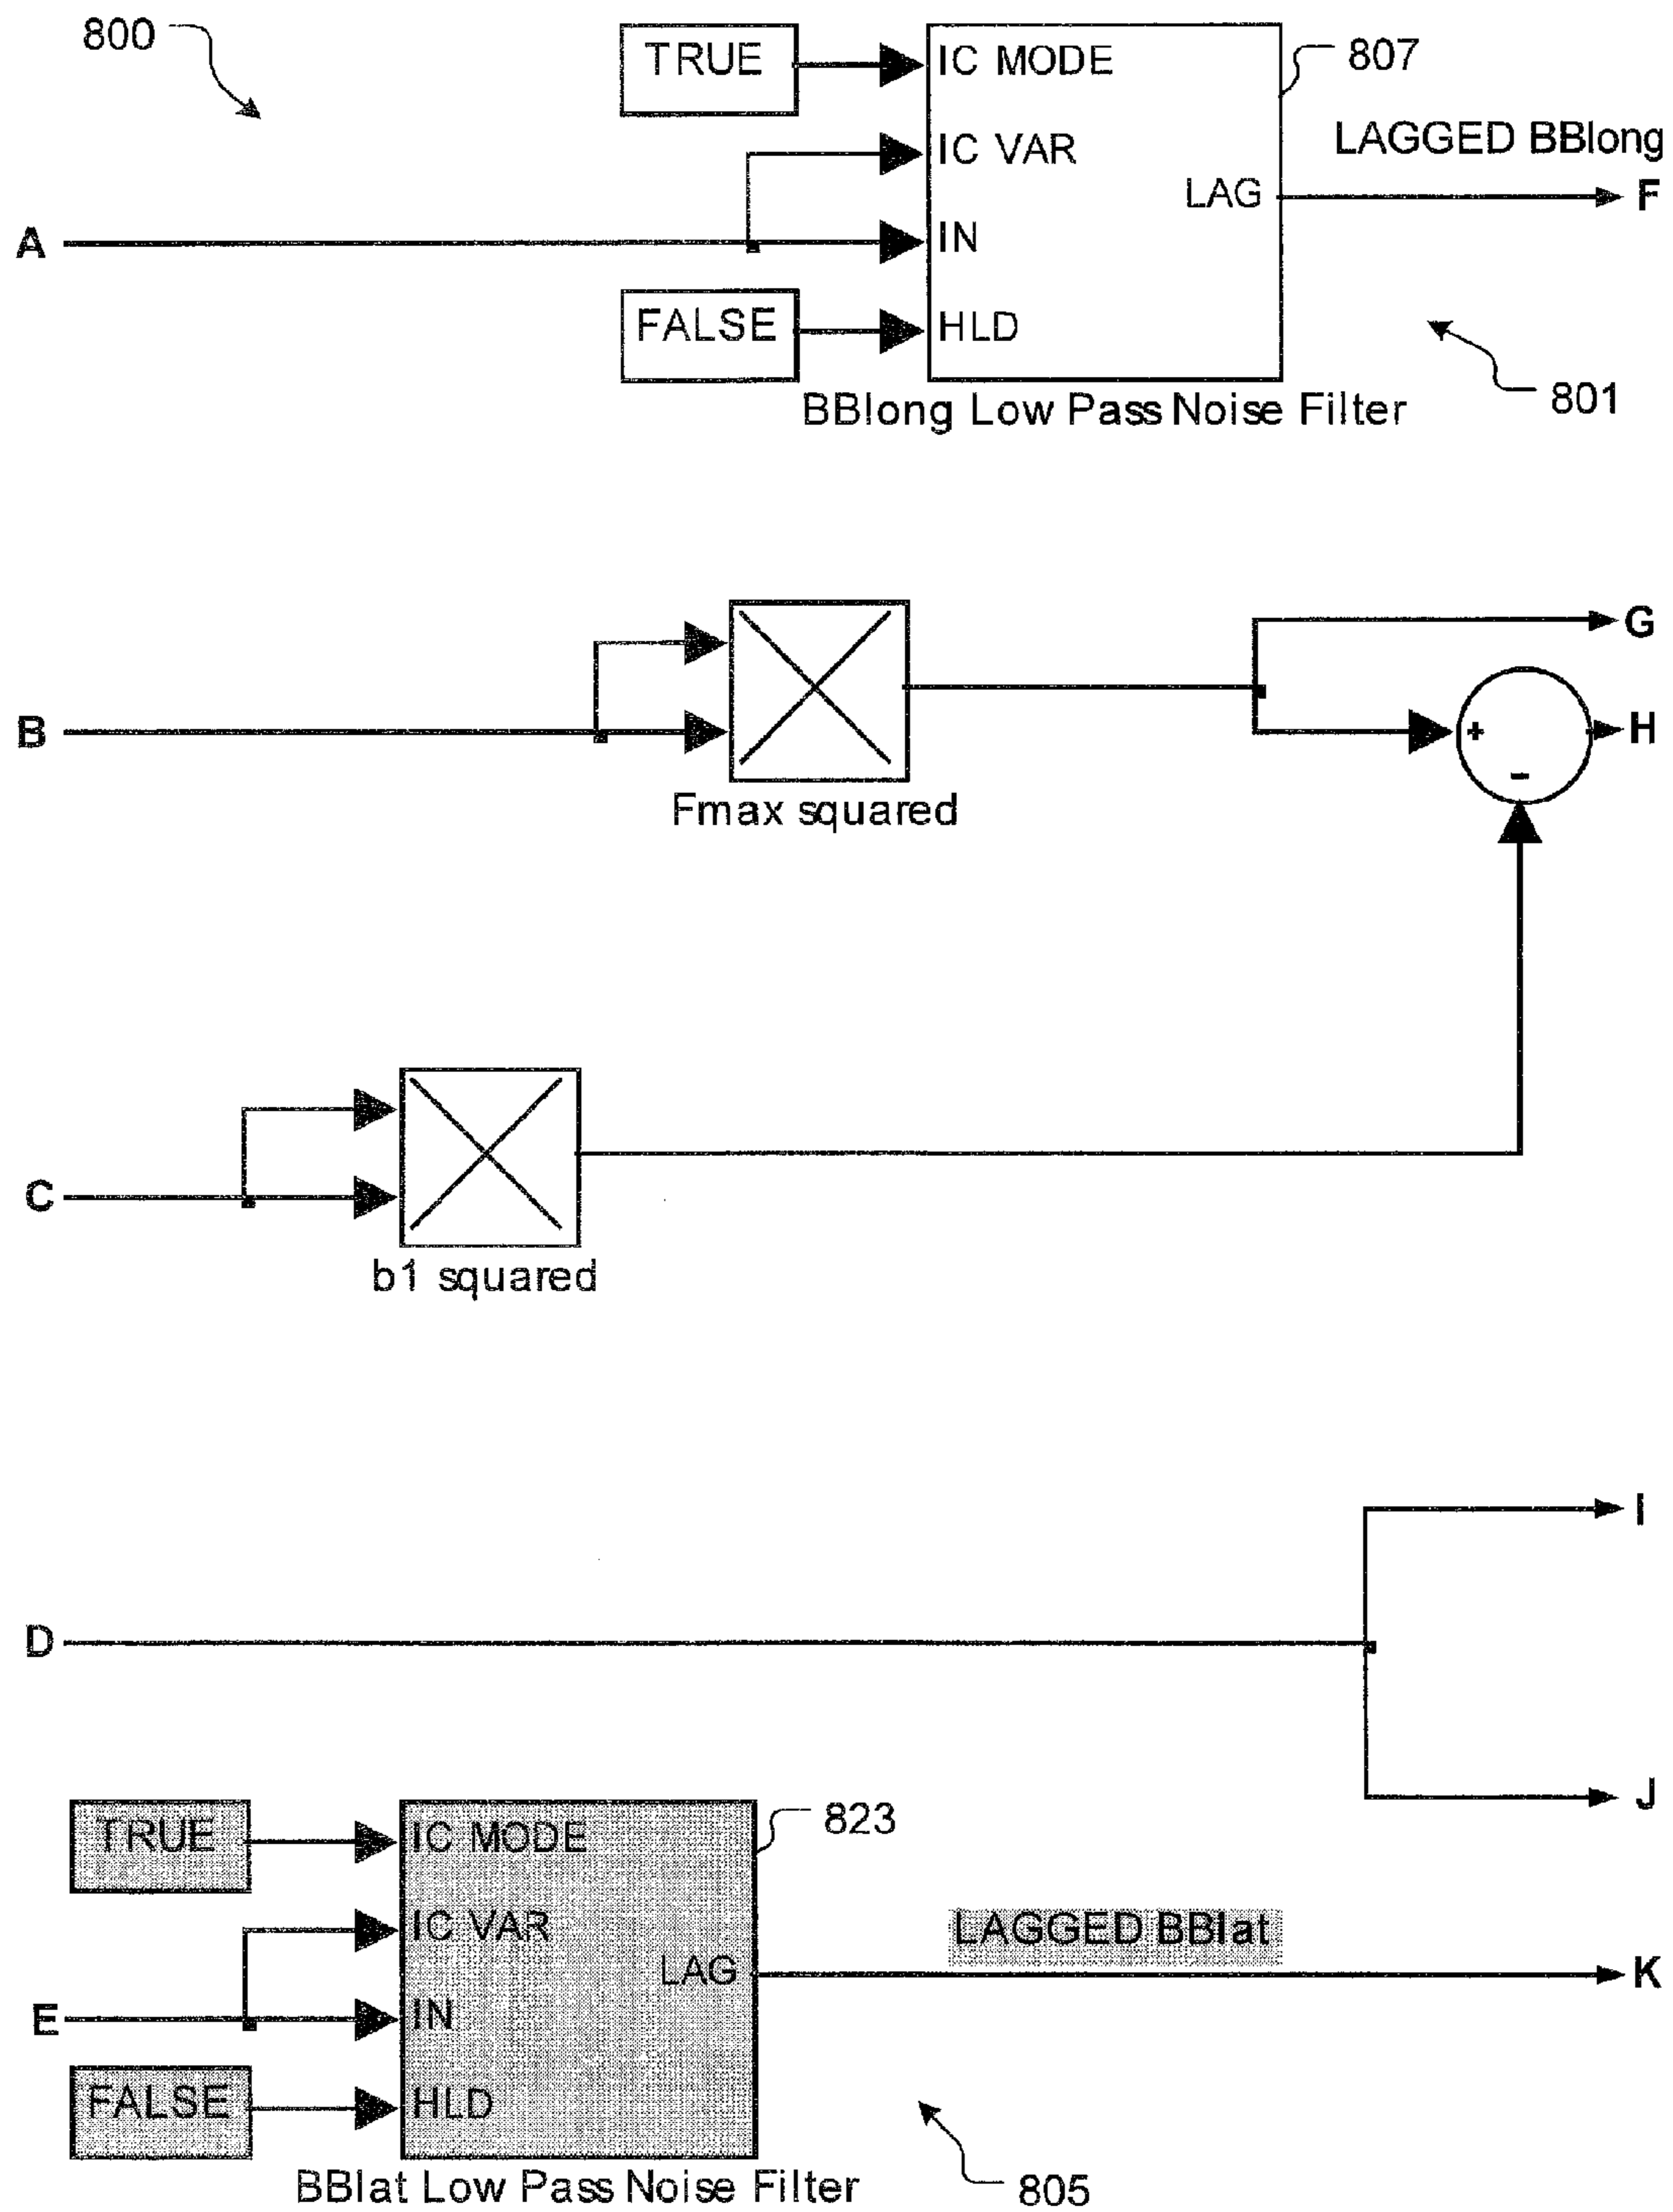 800
TRUE
IC MODE
807
LAGGED BBlong
IC VAR
LAG
F
A
IN
FALSE
HLD
801
BBlong Low Pass Noise Filter
G
B
+
H
-
Fmax squared
C
b1 squared
I
D
J
TRUE
IC MODE
823
IC VAR
LAGGED BBlat
LAG
K
E
IN
FALSE
HLD
BBlat Low Pass Noise Filter
805